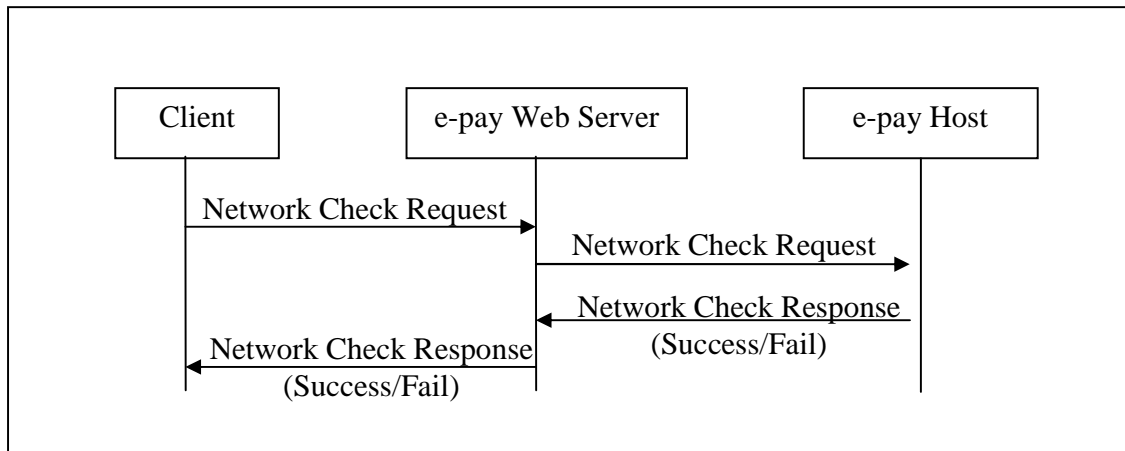 Client
e-pay Web Server
e-pay Host
Network Check Request
Network Check Request
Network Check Response
(Success/Fail)
Network Check Response
(Success/Fail)